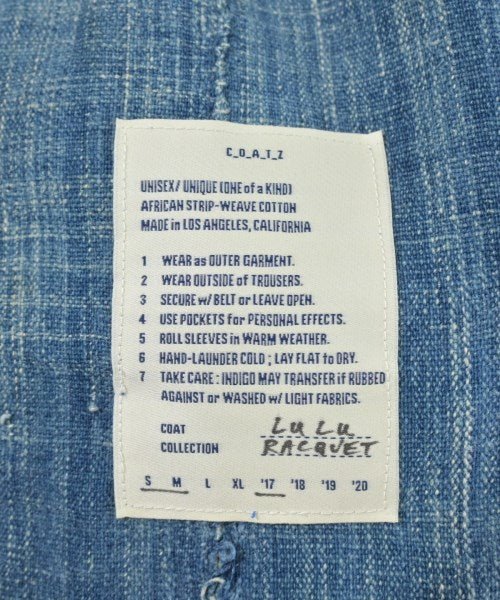 C_O_A_T_Z
UNISEX/ UNIQUE (ONE of a KIND)
AFRICAN STRIP-WEAVE COTTON
MADE in LOS ANGELES, CALIFORNIA
1 WEAR as OUTER GARMENT.
2 WEAR OUTSIDE of TROUSERS.
3 SECURE w/ BELT or LEAVE OPEN.
4 USE POCKETS for PERSONAL EFFECTS.
5 ROLL SLEEVES in WARM WEATHER.
6 HAND-LAUNDER COLD ; LAY FLAT to DRY.
7 TAKE CARE : INDIGO MAY TRANSFER if RUBBED
AGAINST or WASHED w/ LIGHT FABRICS.
COAT LULU
COLLECTION RACQUET
S M L XL '17 '18 '19 '20